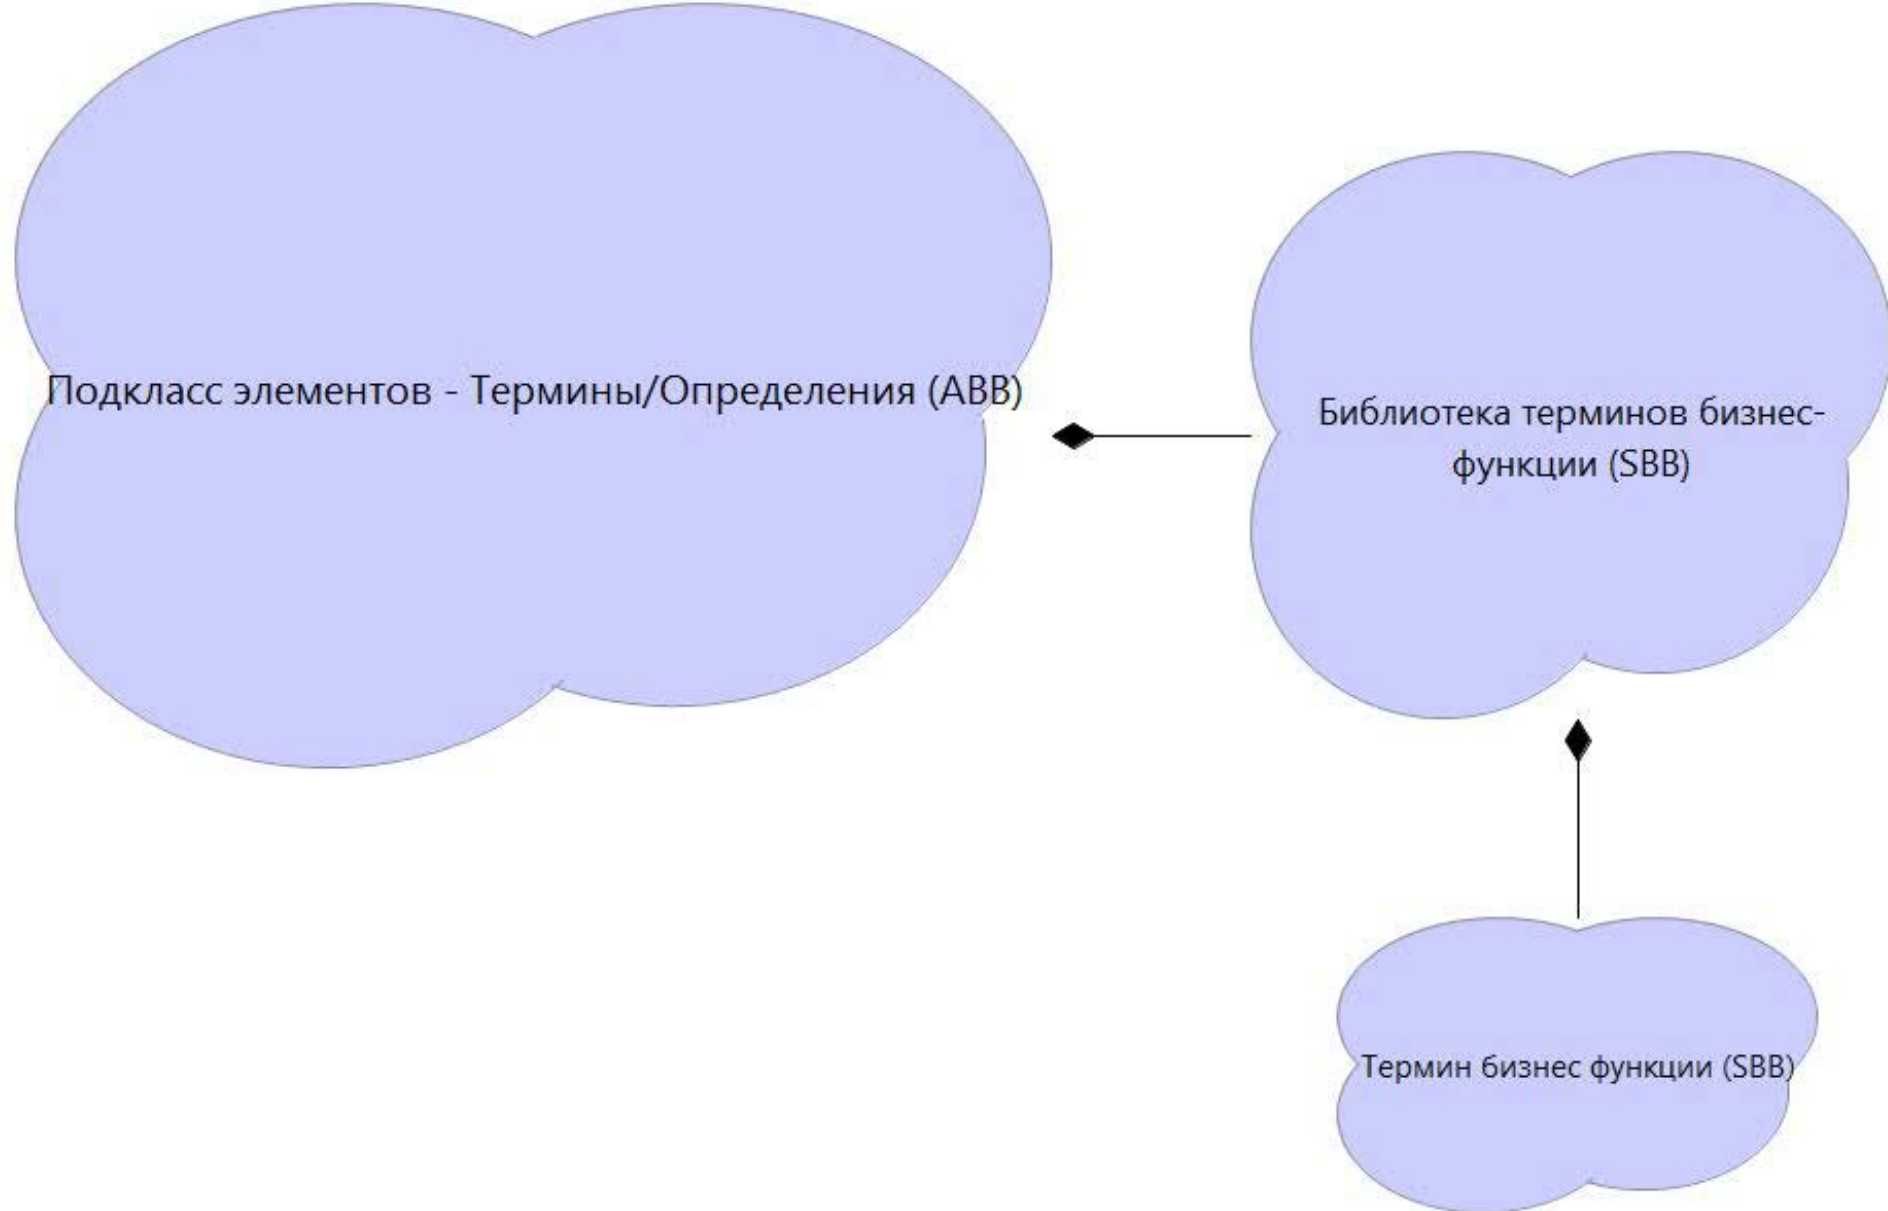 Подкласс элементов - Термины/Определения (ABB)
Библиотека терминов бизнес-
функции (SBB)
Термин бизнес функции (SBB)